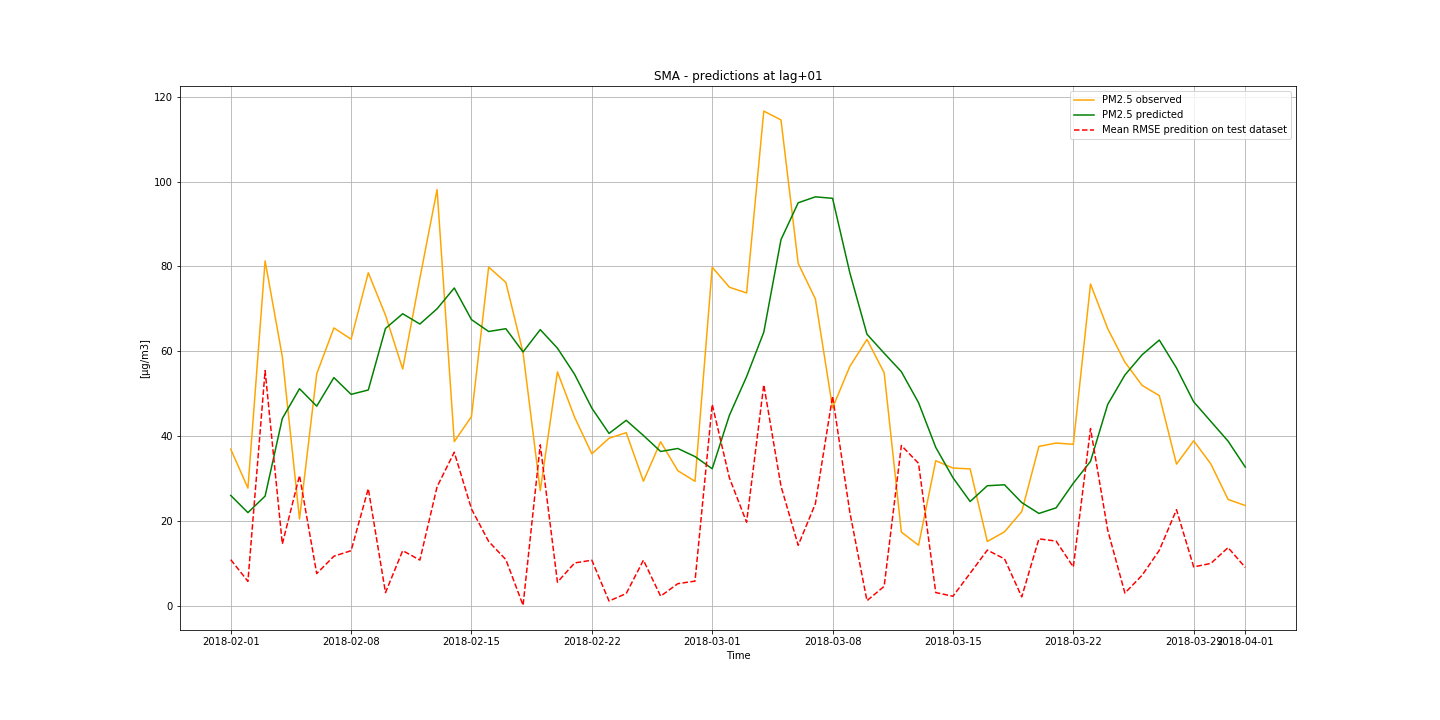 SMA - predictions at lag+01
PM2.5 observed
PM2.5 predicted
Mean RMSE predition on test dataset
[µg/m3]
120
100
80
60
40
20
0
2018-02-01 2018-02-08 2018-02-15 2018-02-22 2018-03-01 2018-03-08 2018-03-15 2018-03-22 2018-03-29 2018-04-01
Time